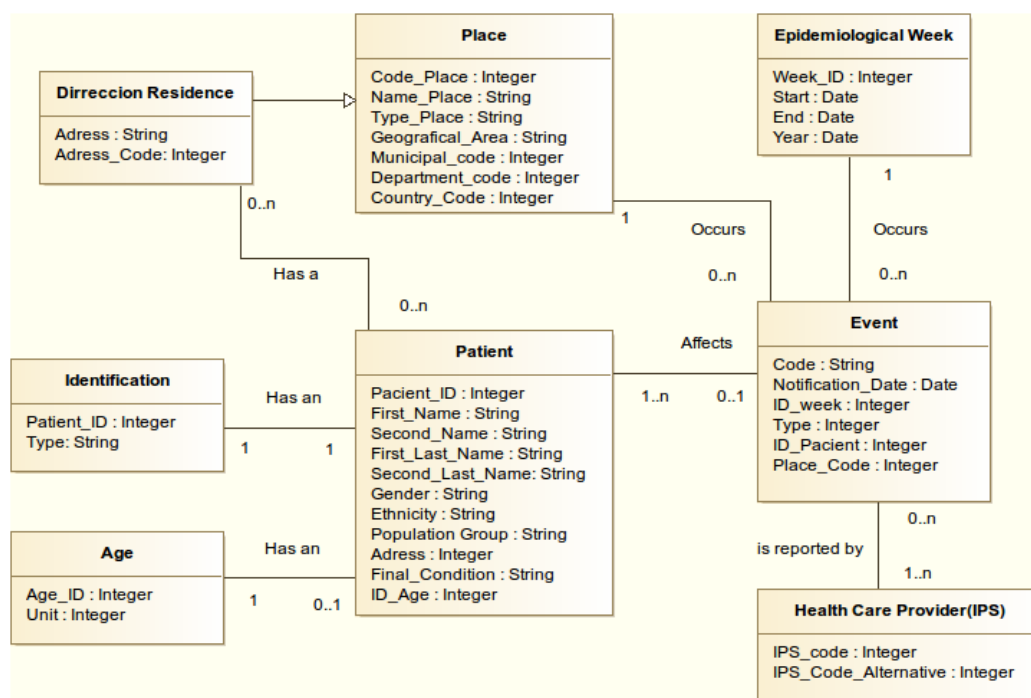 Place
Code_Place : Integer
Name_Place : String
Type_Place : String
Geografical_Area : String
Municipal_code : Integer
Department_code : Integer
Country_Code : Integer
Epidemiological Week
Week_ID : Integer
Start : Date
End : Date
Year : Date
Dirreccion Residence
Adress : String
Adress_Code: Integer
0..n
Has a
0..n
1
Occurs
0..n
1
Occurs
0..n
Identification
Patient_ID : Integer
Type: String
Has an
1
1
Patient
Pacient_ID : Integer
First_Name : String
Second_Name : String
First_Last_Name : String
Second_Last_Name: String
Gender : String
Ethnicity : String
Population Group : String
Adress : Integer
Final_Condition : String
ID_Age : Integer
Affects
1..n
0..1
Event
Code : String
Notification_Date : Date
ID_week : Integer
Type : Integer
ID_Pacient : Integer
Place_Code : Integer
Age
Age_ID : Integer
Unit : Integer
Has an
1
0..1
0..n
is reported by
1..n
Health Care Provider(IPS)
IPS_code : Integer
IPS_Code_Alternative : Integer